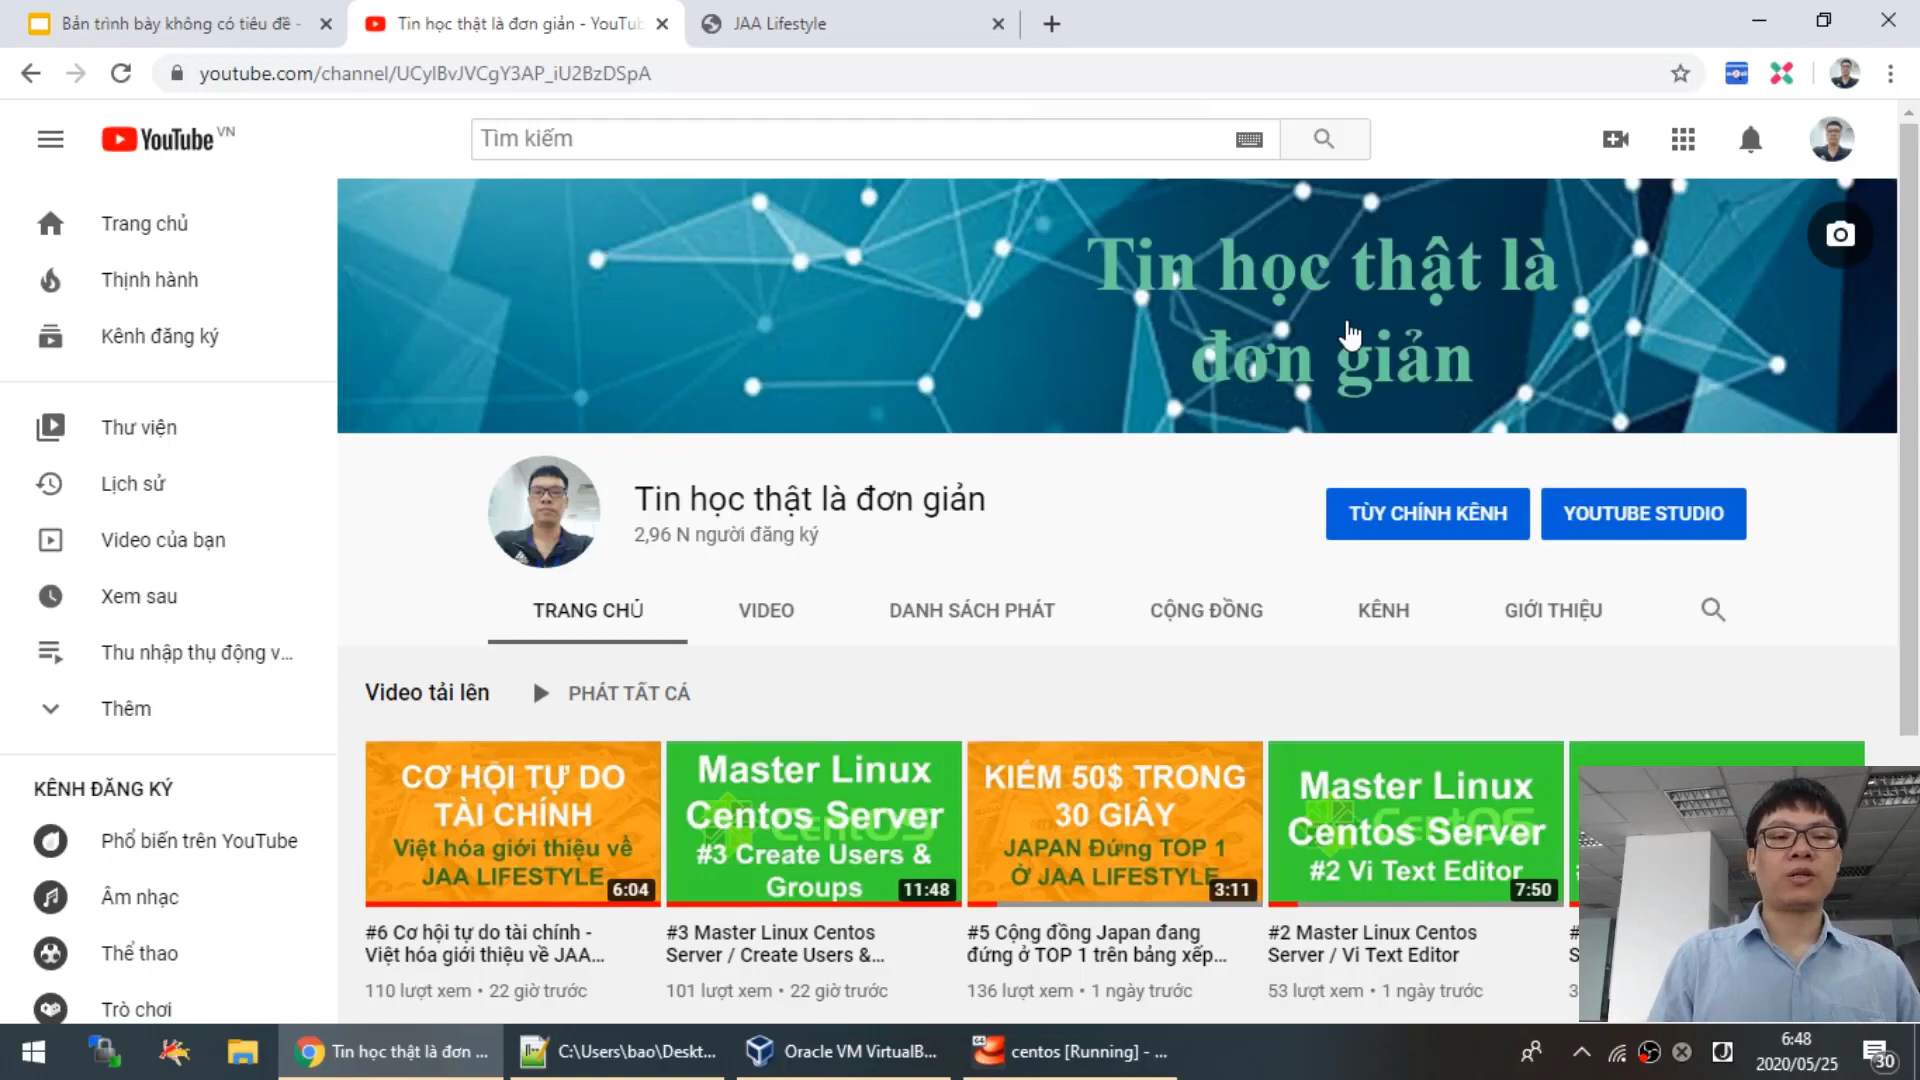 Bản trình bày không có tiêu đề -
Tin học thật là đơn giản - YouTub
JAA Lifestyle
youtube.com/channel/UCylBvJVCgY3AP_iU2BzDSpA
YouTube VN
Tìm kiếm
Trang chủ
Thịnh hành
Kênh đăng ký
Thư viện
Lịch sử
Video của bạn
Xem sau
Thu nhập thụ động v...
Thêm
KÊNH ĐĂNG KÝ
Phổ biến trên YouTube
Âm nhạc
Thể thao
Trò chơi
Tin học thật là
đơn giản
Tin học thật là đơn giản
2,96 N người đăng ký
TÙY CHỈNH KÊNH
YOUTUBE STUDIO
TRANG CHỦ
VIDEO
DANH SÁCH PHÁT
CỘNG ĐỒNG
KÊNH
GIỚI THIỆU
Video tải lên
PHÁT TẤT CẢ
CƠ HỘI TỰ DO
TÀI CHÍNH
Việt hóa giới thiệu về
JAA LIFESTYLE
6:04
#6 Cơ hội tự do tài chính -
Việt hóa giới thiệu về JAA...
110 lượt xem • 22 giờ trước
Master Linux
Centos Server
#3 Create Users &
Groups
11:48
#3 Master Linux Centos
Server / Create Users &...
101 lượt xem • 22 giờ trước
KIẾM 50$ TRONG
30 GIÂY
JAPAN Đứng TOP 1
Ở JAA LIFESTYLE
3:11
#5 Cộng đồng Japan đang
đứng ở TOP 1 trên bảng xếp...
136 lượt xem • 1 ngày trước
Master Linux
Centos Server
#2 Vi Text Editor
7:50
#2 Master Linux Centos
Server / Vi Text Editor
53 lượt xem • 1 ngày trước
Tin học thật là đơn ...
C:\Users\bao\Deskt...
Oracle VM VirtualB...
centos [Running] - ...
6:48
2020/05/25
30